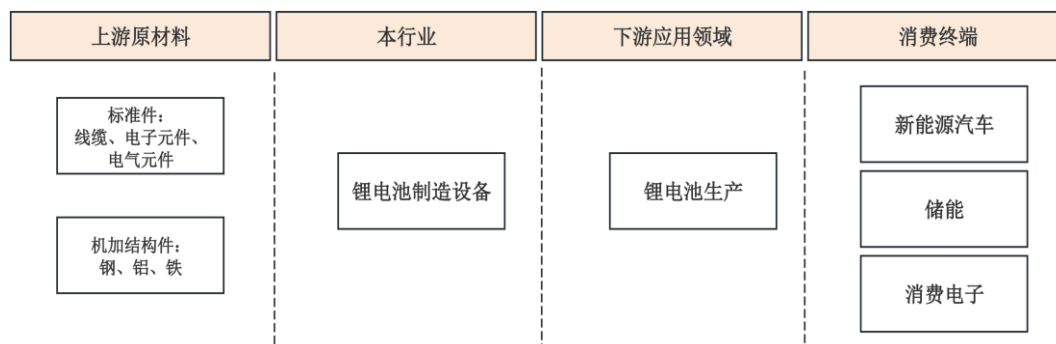 上游原材料
本行业
下游应用领域
消费终端
标准件：
线缆、电子元件、
电气元件
机加结构件：
钢、铝、铁
锂电池制造设备
锂电池生产
新能源汽车
储能
消费电子